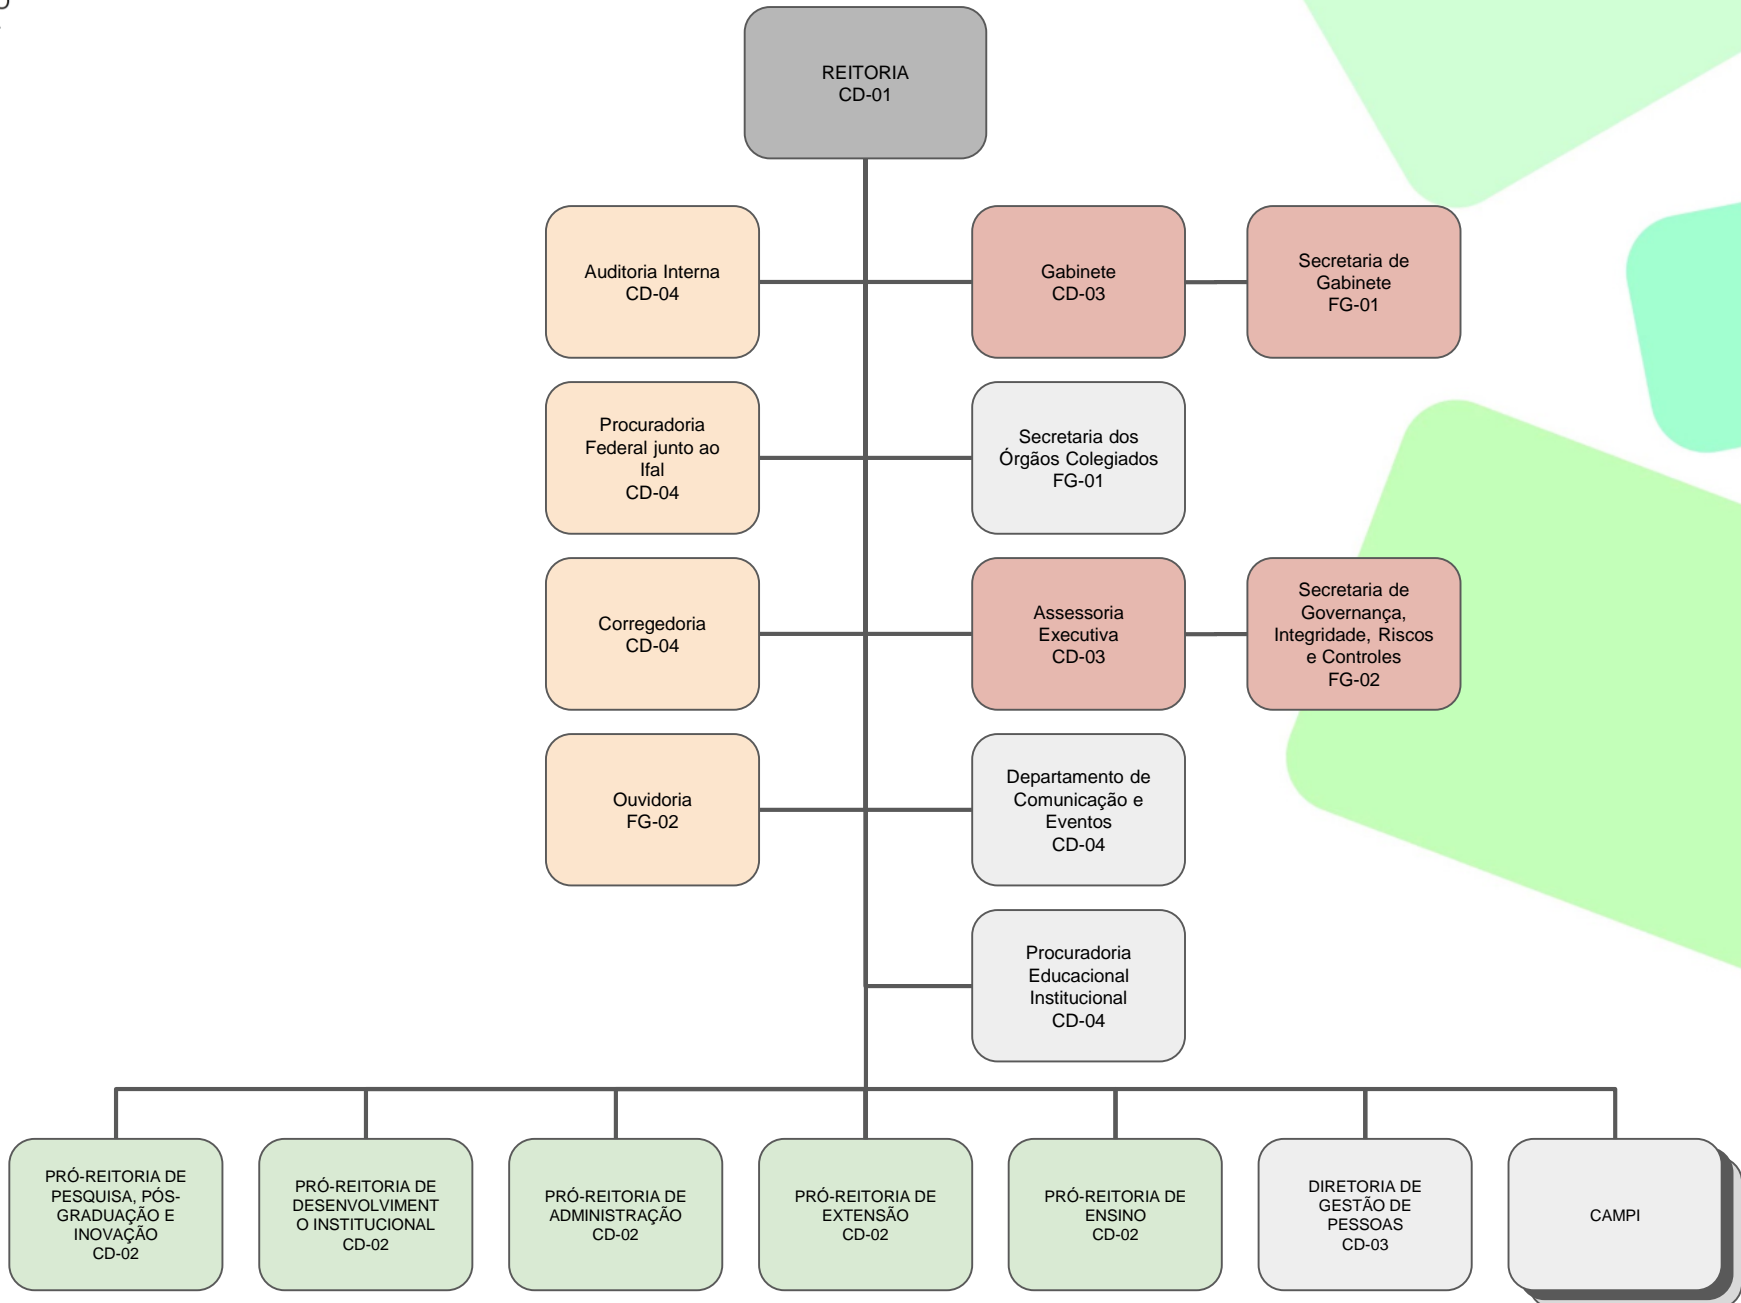 REITORIA
CD-01
Auditoria Interna
CD-04
Gabinete
CD-03
Secretaria de
Gabinete
FG-01
Procuradoria
Federal junto ao
Ifal
CD-04
Secretaria dos
Órgãos Colegiados
FG-01
Corregedoria
CD-04
Assessoria
Executiva
CD-03
Secretaria de
Governança,
Integridade, Riscos
e Controles
FG-02
Ouvidoria
FG-02
Departamento de
Comunicação e
Eventos
CD-04
Procuradoria
Educacional
Institucional
CD-04
PRÓ-REITORIA DE
PESQUISA, PÓS-
GRADUAÇÃO E
INOVAÇÃO
CD-02
PRÓ-REITORIA DE
DESENVOLVIMENT
O INSTITUCIONAL
CD-02
PRÓ-REITORIA DE
ADMINISTRAÇÃO
CD-02
PRÓ-REITORIA DE
EXTENSÃO
CD-02
PRÓ-REITORIA DE
ENSINO
CD-02
DIRETORIA DE
GESTÃO DE
PESSOAS
CD-03
CAMPI